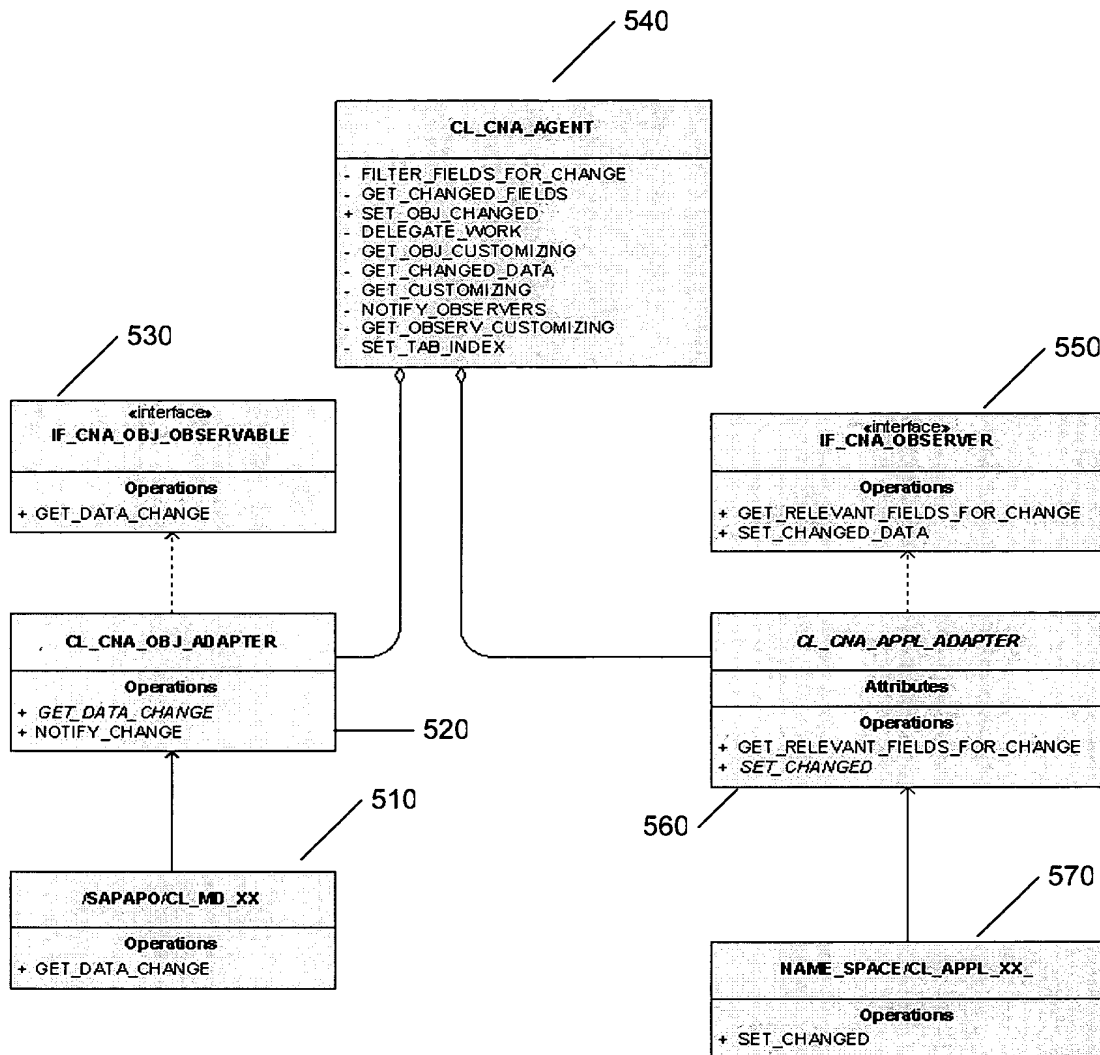 540
CL_CNA_AGENT
- FILTER_FIELDS_FOR_CHANGE
- GET_CHANGED_FIELDS
+ SET_OBJ_CHANGED
- DELEGATE_WORK
- GET_OBJ_CUSTOMIZING
- GET_CHANGED_DATA
- GET_CUSTOMIZING
- NOTIFY_OBSERVERS
- GET_OBSERV_CUSTOMIZING
- SET_TAB_INDEX
530
«interface»
IF_CNA_OBJ_OBSERVABLE
Operations
+ GET_DATA_CHANGE
550
«interface»
IF_CNA_OBSERVER
Operations
+ GET_RELEVANT_FIELDS_FOR_CHANGE
+ SET_CHANGED_DATA
CL_CNA_OBJ_ADAPTER
Operations
+ GET_DATA_CHANGE
+ NOTIFY_CHANGE
520
CL_CNA_APPL_ADAPTER
Attributes
Operations
+ GET_RELEVANT_FIELDS_FOR_CHANGE
+ SET_CHANGED
560
510
/SAPAPO/CL_MD_XX
Operations
+ GET_DATA_CHANGE
570
NAME_SPACE/CL_APPL_XX_
Operations
+ SET_CHANGED